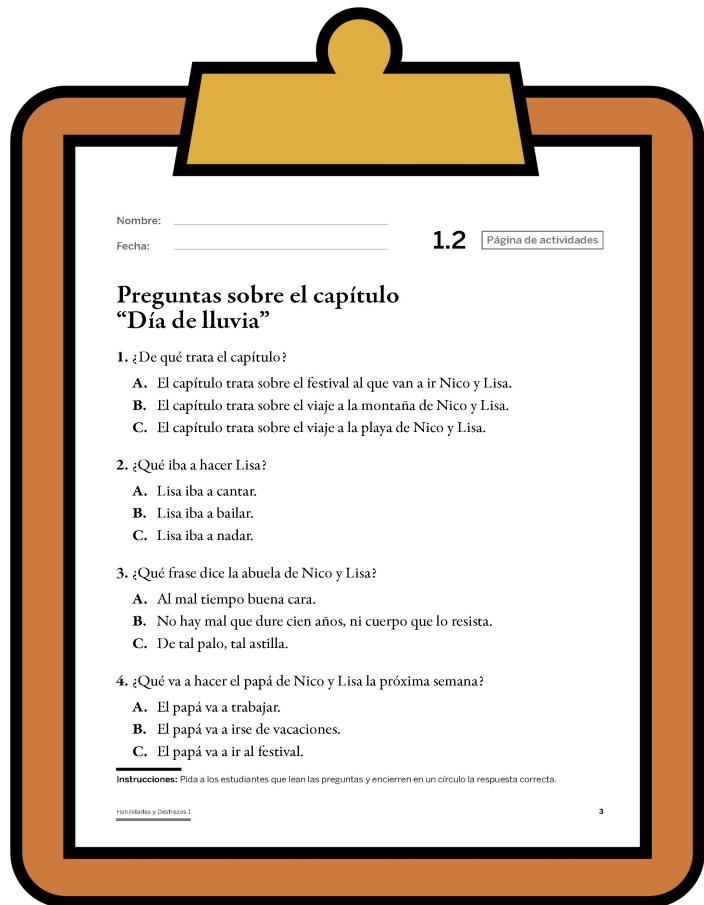 Nombre:
Fecha:
1.2 Página de actividades
Preguntas sobre el capítulo
“Día de lluvia”
1. ¿De qué trata el capítulo?
A. El capítulo trata sobre el festival al que van a ir Nico y Lisa.
B. El capítulo trata sobre el viaje a la montaña de Nico y Lisa.
C. El capítulo trata sobre el viaje a la playa de Nico y Lisa.
2. ¿Qué iba a hacer Lisa?
A. Lisa iba a cantar.
B. Lisa iba a bailar.
C. Lisa iba a nadar.
3. ¿Qué frase dice la abuela de Nico y Lisa?
A. Al mal tiempo buena cara.
B. No hay mal que dure cien años, ni cuerpo que lo resista.
C. De tal palo, tal astilla.
4. ¿Qué va a hacer el papá de Nico y Lisa la próxima semana?
A. El papá va a trabajar.
B. El papá va a irse de vacaciones.
C. El papá va a ir al festival.
Instrucciones: Pida a los estudiantes que lean las preguntas y encierren en un círculo la respuesta correcta.
Habilidades y Destrezas 1
3